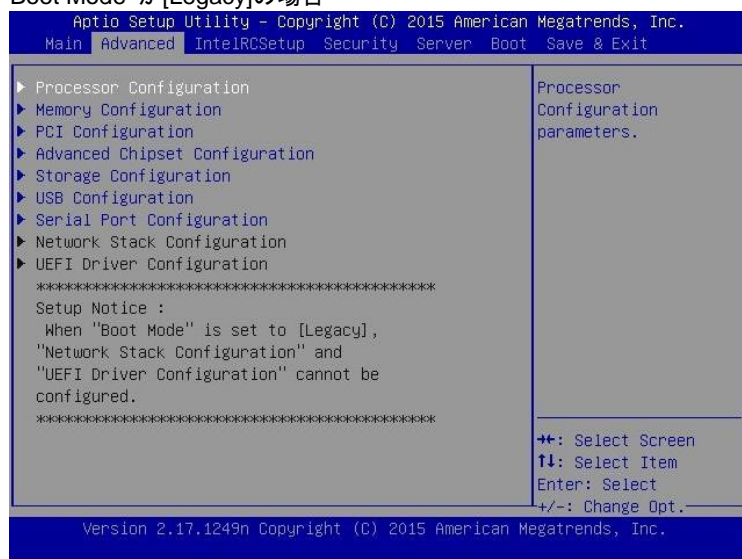 Boot Mode が [Legacy]の場合
Aptio Setup Utility – Copyright (C) 2015 American Megatrends, Inc.
Main Advanced IntelRCSetup Security Server Boot Save & Exit
Processor Configuration
Memory Configuration
PCI Configuration
Advanced Chipset Configuration
Storage Configuration
USB Configuration
Serial Port Configuration
Network Stack Configuration
UEFI Driver Configuration
******************************************
Setup Notice :
When "Boot Mode" is set to [Legacy],
"Network Stack Configuration" and
"UEFI Driver Configuration" cannot be
configured.
******************************************
Processor
Configuration
parameters.
→←: Select Screen
↑↓: Select Item
Enter: Select
+/-: Change Opt.
Version 2.17.1249n Copyright (C) 2015 American Megatrends, Inc.